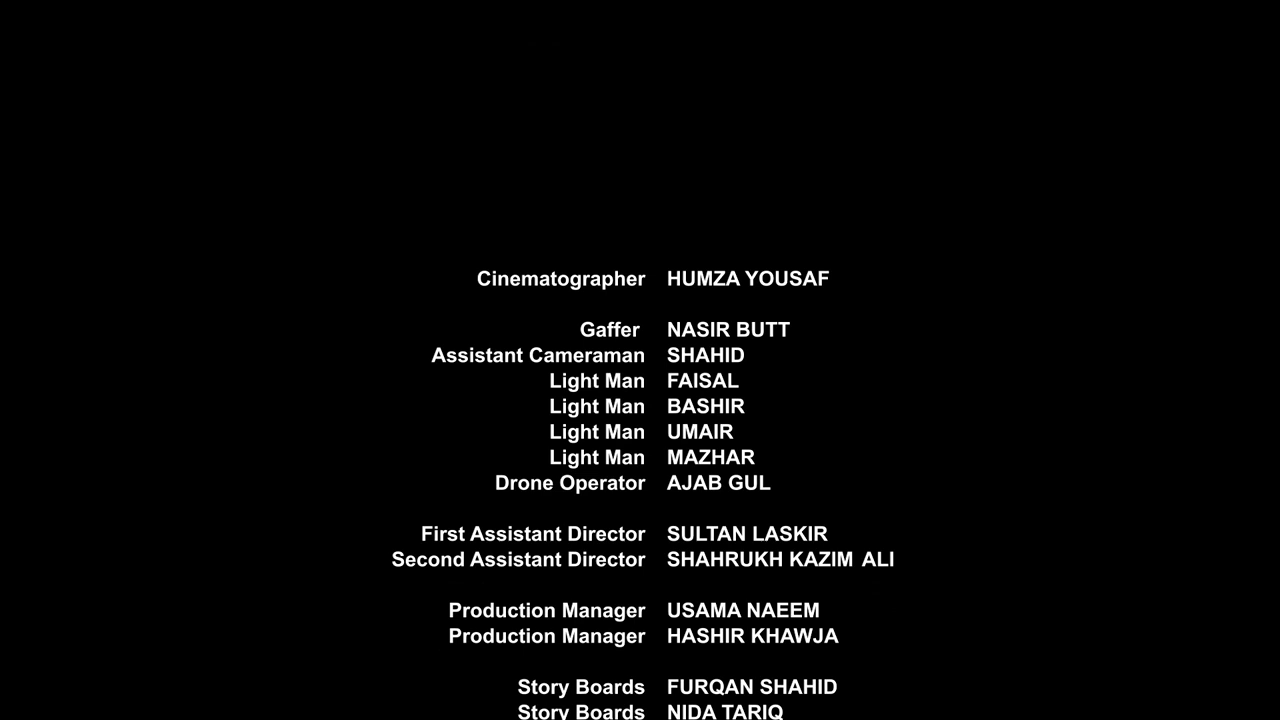 Cinematographer HUMZA YOUSAF
Gaffer NASIR BUTT
Assistant Cameraman SHAHID
Light Man FAISAL
Light Man BASHIR
Light Man UMAIR
Light Man MAZHAR
Drone Operator AJAB GUL
First Assistant Director SULTAN LASKIR
Second Assistant Director SHAHRUKH KAZIM ALI
Production Manager USAMA NAEEM
Production Manager HASHIR KHAWJA
Story Boards FURQAN SHAHID
Story Boards NIDA TARIQ